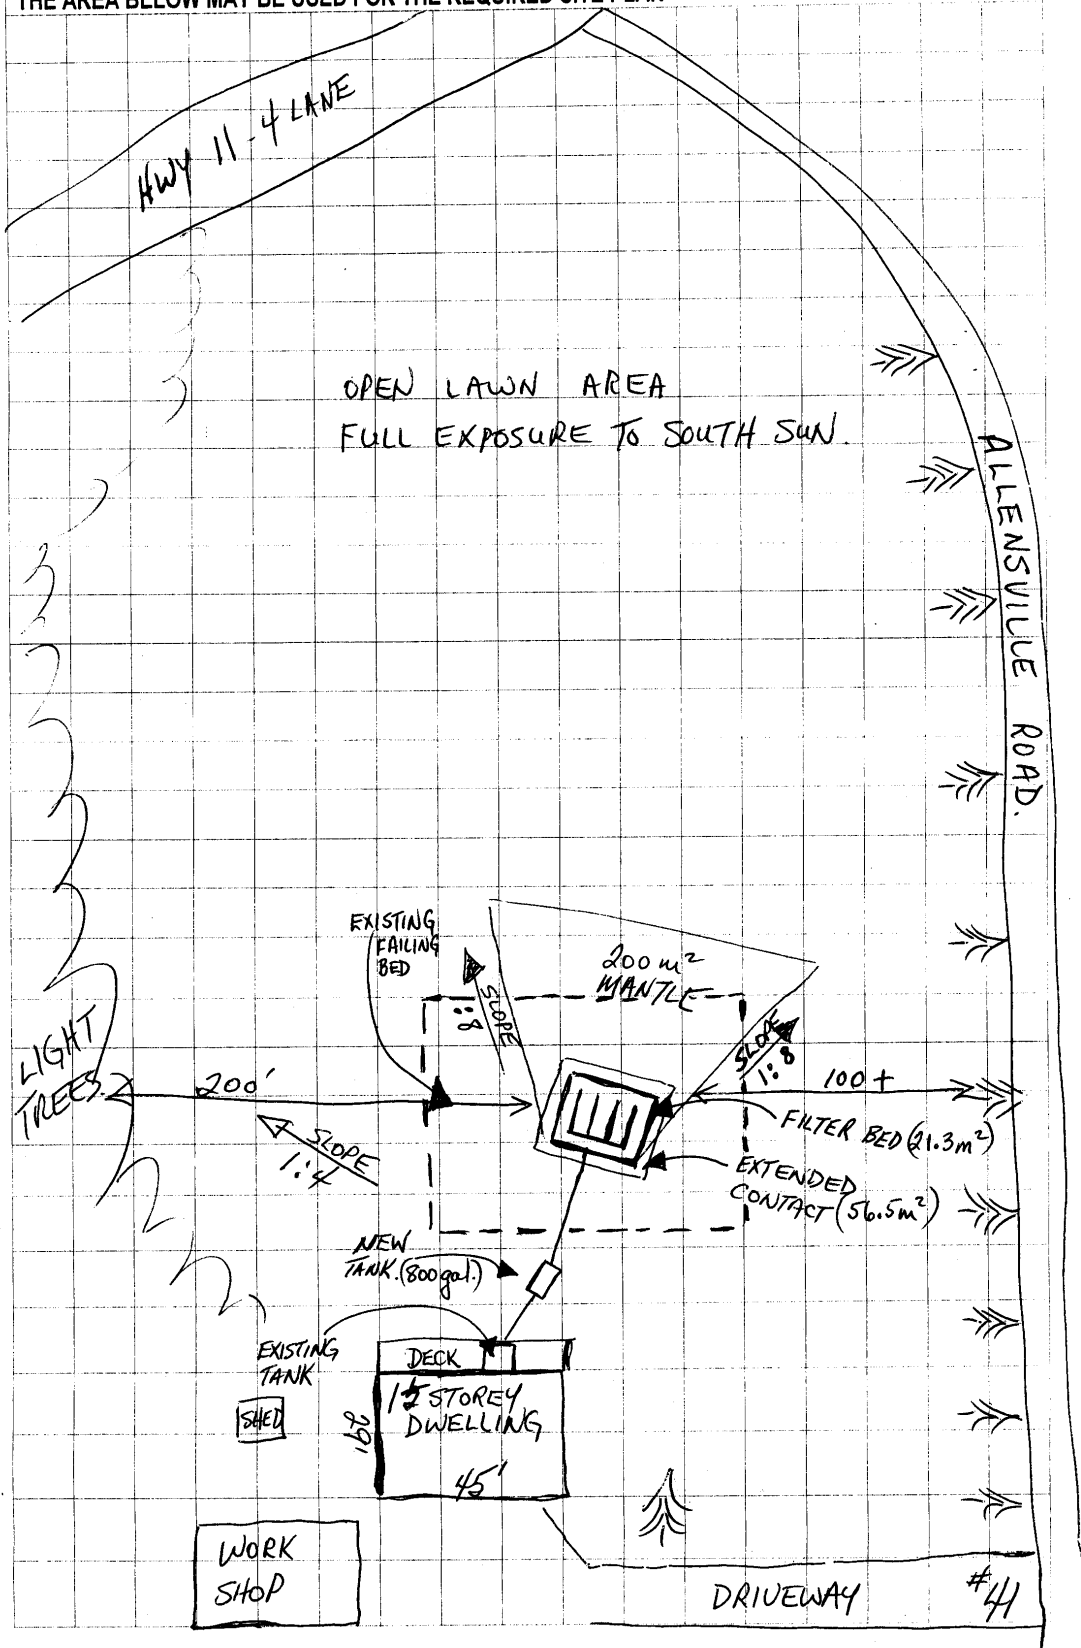 THE AREA BELOW MAY BE USED FOR THE REQUIRED SITE PLAN
HWY 11-4 LANE
OPEN LAWN AREA
FULL EXPOSURE TO SOUTH SUN.
ALLENSVILLE ROAD.
EXISTING
FAILING
BED
200 m²
MANTLE
SLOPE
1:8
SLOPE
1:8
LIGHT
TREES
200'
100+
SLOPE
1:4
FILTER BED (21.3m²)
EXTENDED
CONTACT (56.5m²)
NEW
TANK. (800 gal.)
EXISTING
TANK
DECK
SHED
1½ STOREY
DWELLING
29'
45'
WORK
SHOP
DRIVEWAY
#41